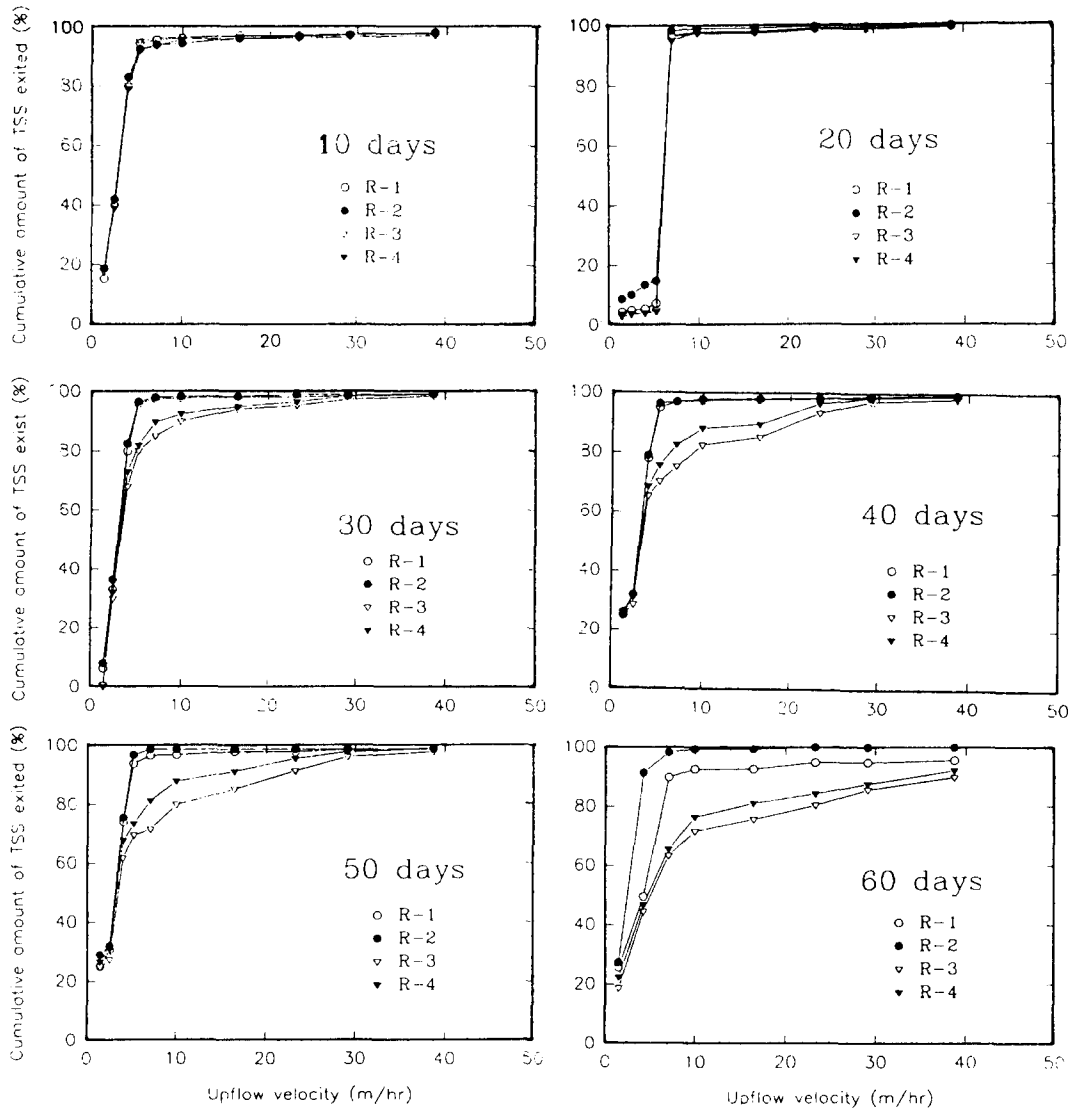 Cumulative amount of TSS exited (%)
100
80
60
40
20
0
10 days
R-1
R-2
R-3
R-4
0 10 20 30 40 50
100
80
60
40
20
0
20 days
R-1
R-2
R-3
R-4
0 10 20 30 40 50
Cumulative amount of TSS exist (%)
100
80
60
40
20
0
30 days
R-1
R-2
R-3
R-4
0 10 20 30 40 50
100
80
60
40
20
0
40 days
R-1
R-2
R-3
R-4
0 10 20 30 40 50
Cumulative amount of TSS exited (%)
100
80
60
40
20
0
50 days
R-1
R-2
R-3
R-4
0 10 20 30 40 50
Upflow velocity (m/hr)
100
80
60
40
20
0
60 days
R-1
R-2
R-3
R-4
0 10 20 30 40 50
Upflow velocity (m/hr)